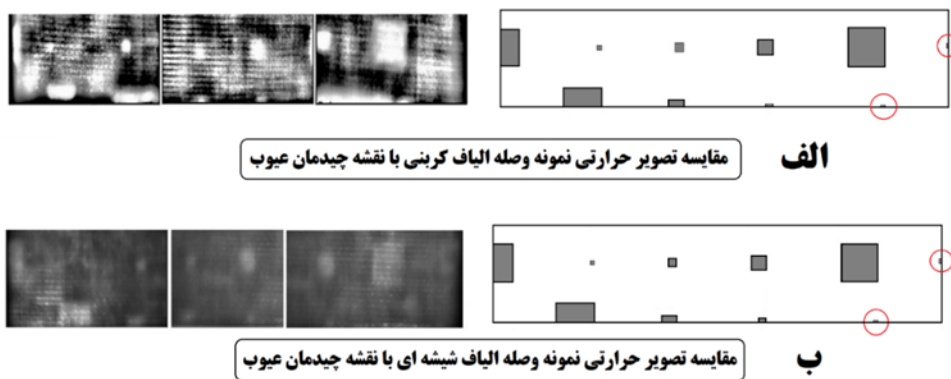 الف
مقایسه تصویر حرارتی نمونه وصله الیاف کربنی با نقشه چیدمان عیوب
ب
مقایسه تصویر حرارتی نمونه وصله الیاف شیشه ای با نقشه چیدمان عیوب